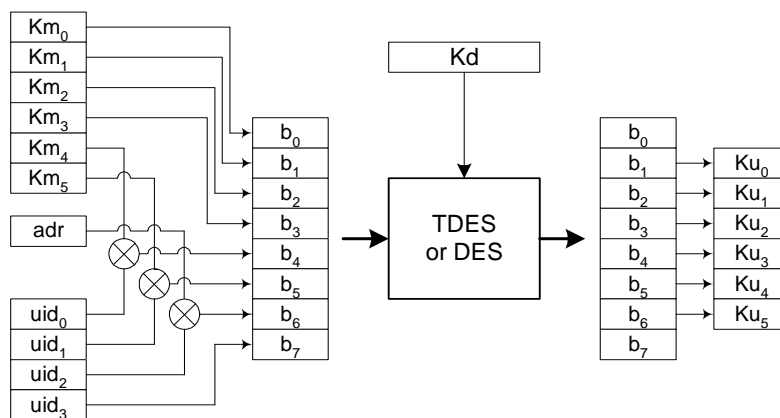 Km₀
Km₁
Km₂
Km₃
Km₄
Km₅
adr
uid₀
uid₁
uid₂
uid₃
b₀
b₁
b₂
b₃
b₄
b₅
b₆
b₇
Kd
TDES
or DES
b₀
b₁
b₂
b₃
b₄
b₅
b₆
b₇
Ku₀
Ku₁
Ku₂
Ku₃
Ku₄
Ku₅